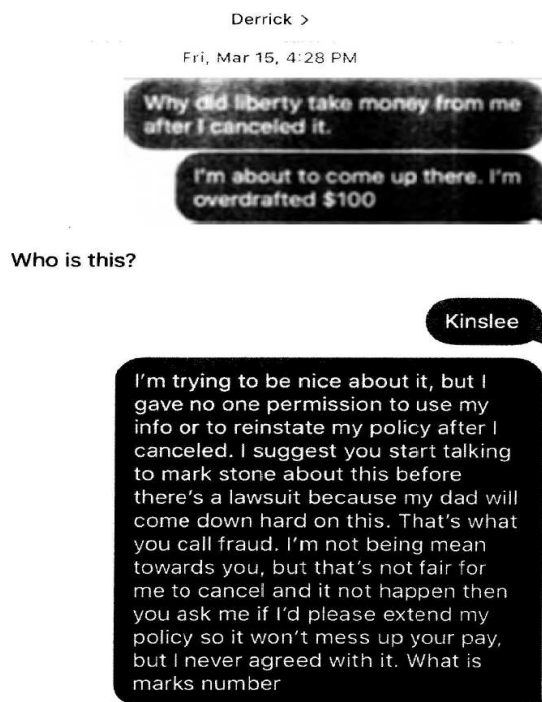 Derrick >
Fri, Mar 15, 4:28 PM
Why did liberty take money from me
after I canceled it.
I'm about to come up there. I'm
overdrafted $100
Who is this?
Kinslee
I'm trying to be nice about it, but I
gave no one permission to use my
info or to reinstate my policy after I
canceled. I suggest you start talking
to mark stone about this before
there's a lawsuit because my dad will
come down hard on this. That's what
you call fraud. I'm not being mean
towards you, but that's not fair for
me to cancel and it not happen then
you ask me if I'd please extend my
policy so it won't mess up your pay,
but I never agreed with it. What is
marks number